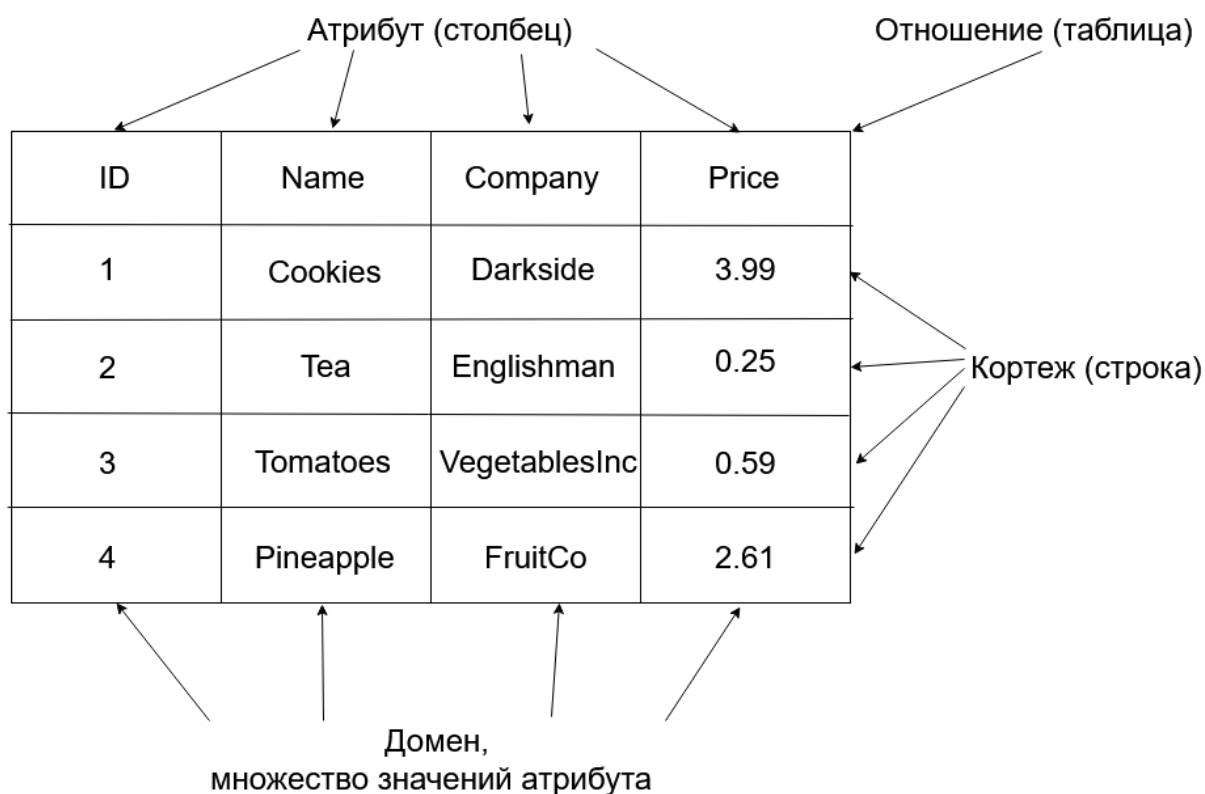 Атрибут (столбец)
Отношение (таблица)
ID Name Company Price
1 Cookies Darkside 3.99
2 Tea Englishman 0.25
Кортеж (строка)
3 Tomatoes VegetablesInc 0.59
4 Pineapple FruitCo 2.61
Домен,
множество значений атрибута